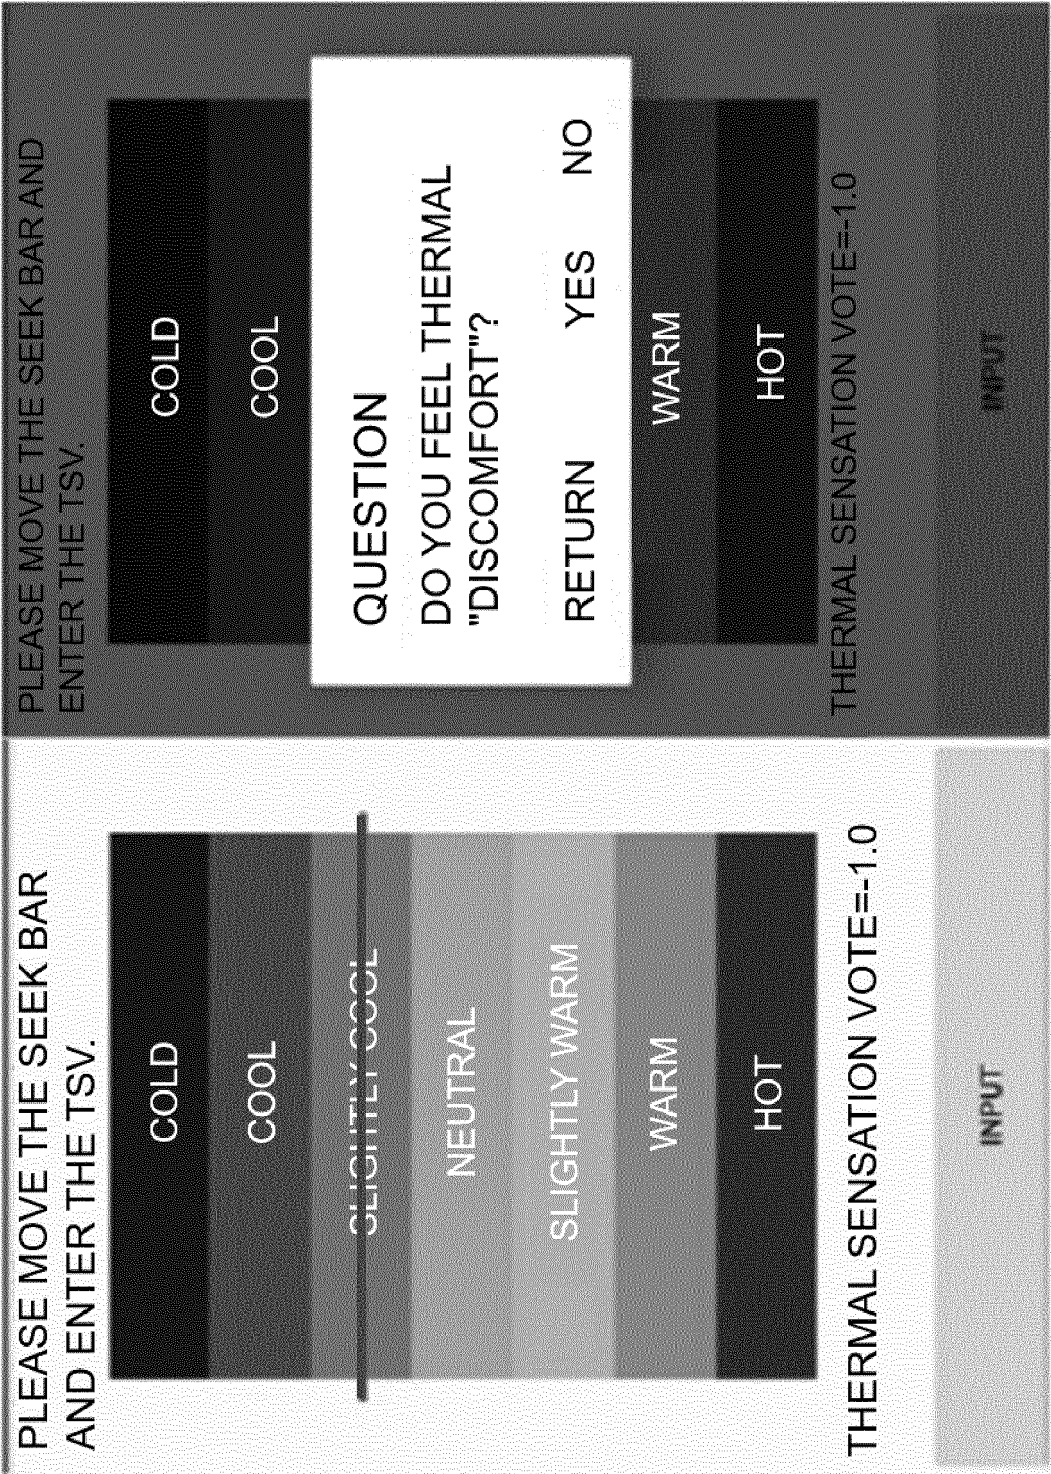 PLEASE MOVE THE SEEK BAR
AND ENTER THE TSV.
COLD
COOL
SLIGHTLY COOL
NEUTRAL
SLIGHTLY WARM
WARM
HOT
THERMAL SENSATION VOTE=-1.0
INPUT
PLEASE MOVE THE SEEK BAR AND
ENTER THE TSV.
COLD
COOL
QUESTION
DO YOU FEEL THERMAL
"DISCOMFORT"?
RETURN YES NO
WARM
HOT
THERMAL SENSATION VOTE=-1.0
INPUT